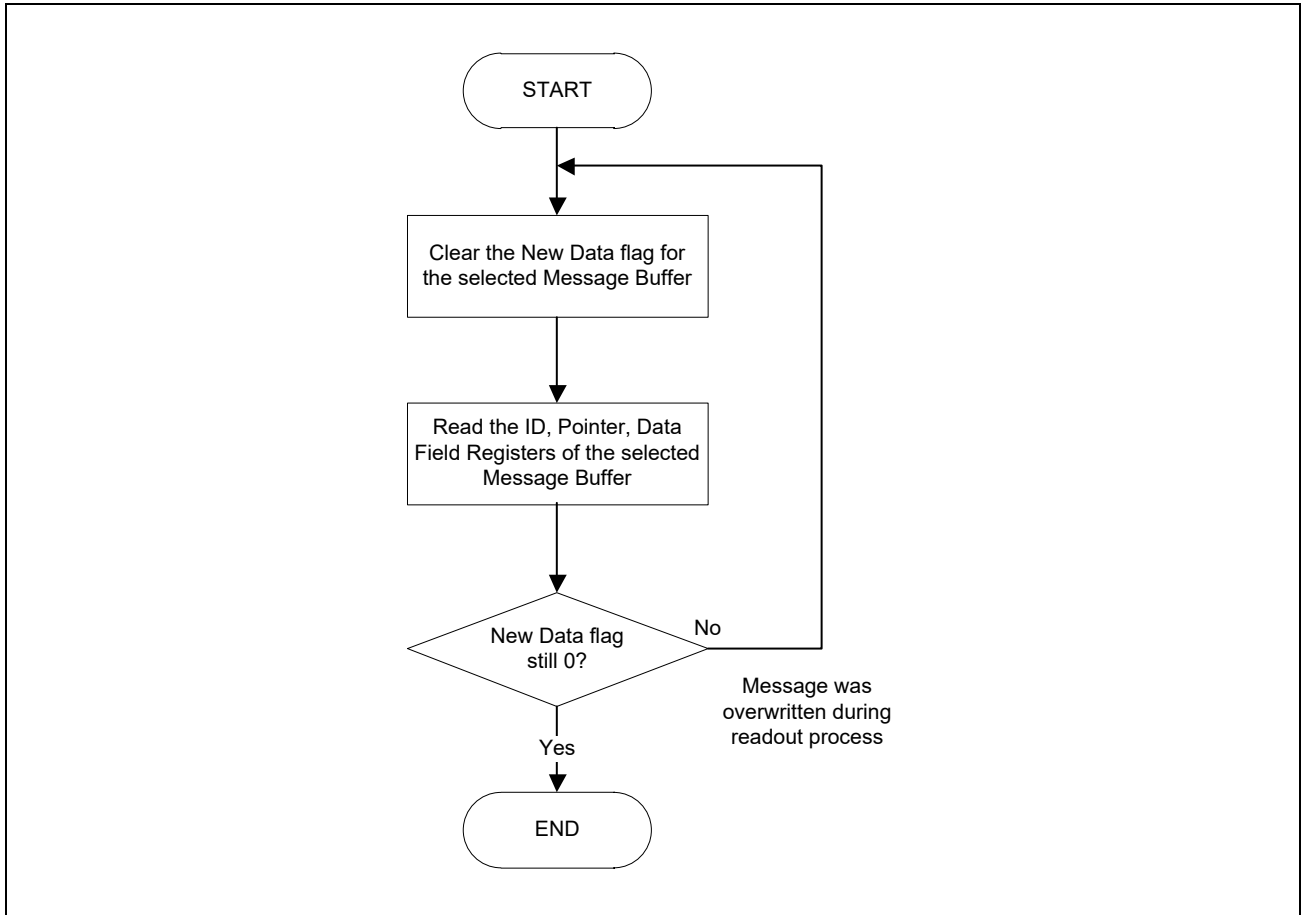 START
Clear the New Data flag for
the selected Message Buffer
Read the ID, Pointer, Data
Field Registers of the selected
Message Buffer
New Data flag
still 0?
No
Message was
overwritten during
readout process
Yes
END